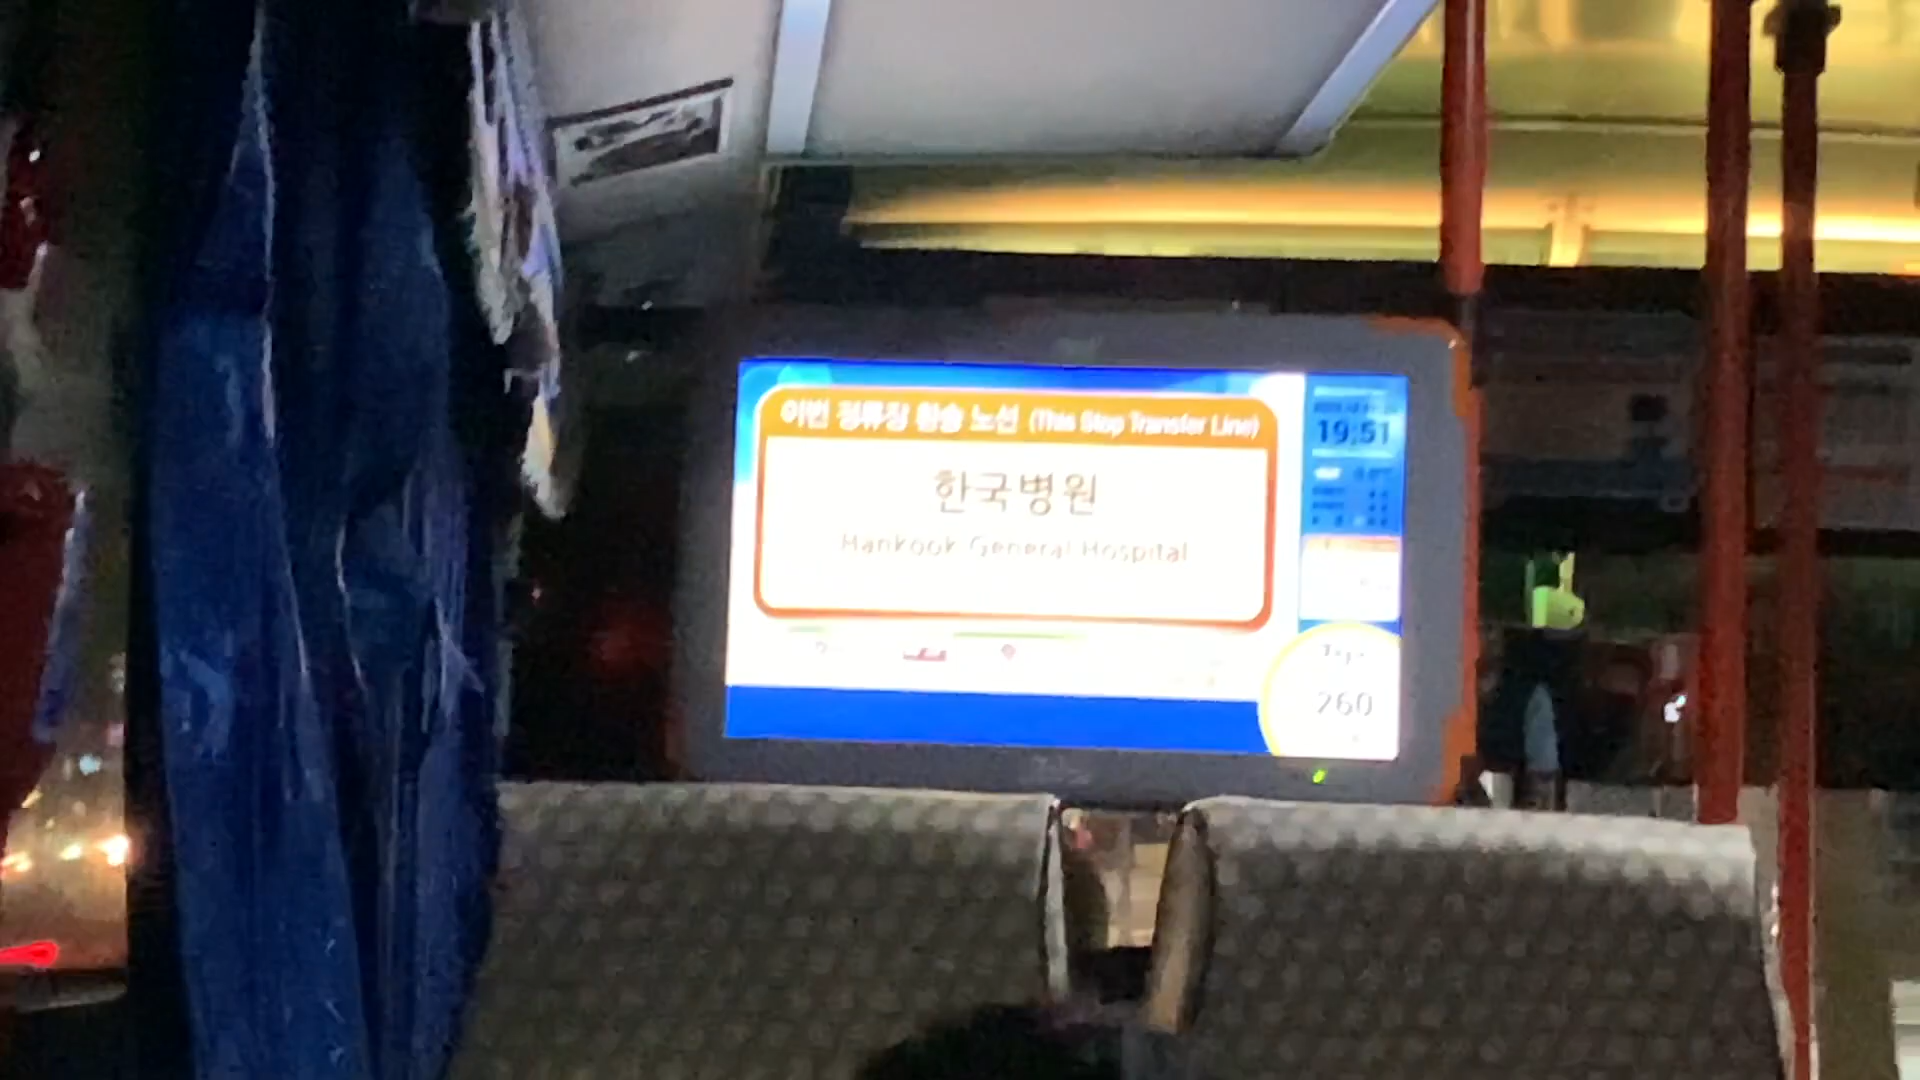 이번 정류장 환승 노선 (This Stop Transfer Line)
한국병원
Hankook General Hospital
19:51
260